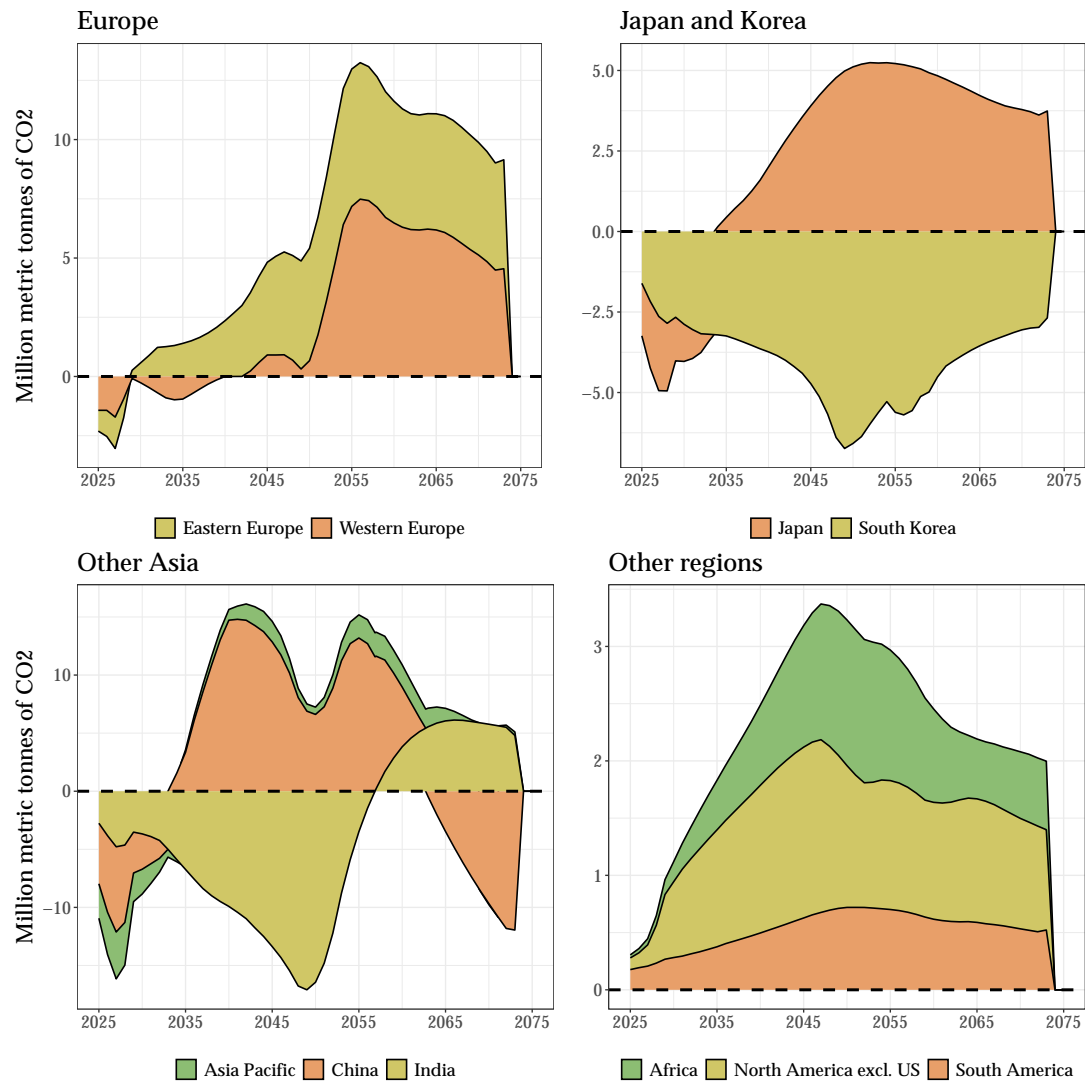 Europe
Japan and Korea
Million metric tonnes of CO2
10
5
0
2025 2035 2045 2055 2065 2075
5.0
2.5
0.0
−2.5
−5.0
2025 2035 2045 2055 2065 2075
Eastern Europe Western Europe
Japan South Korea
Other Asia
Other regions
Million metric tonnes of CO2
10
0
−10
2025 2035 2045 2055 2065 2075
3
2
1
0
2025 2035 2045 2055 2065 2075
Asia Pacific China India
Africa North America excl. US South America